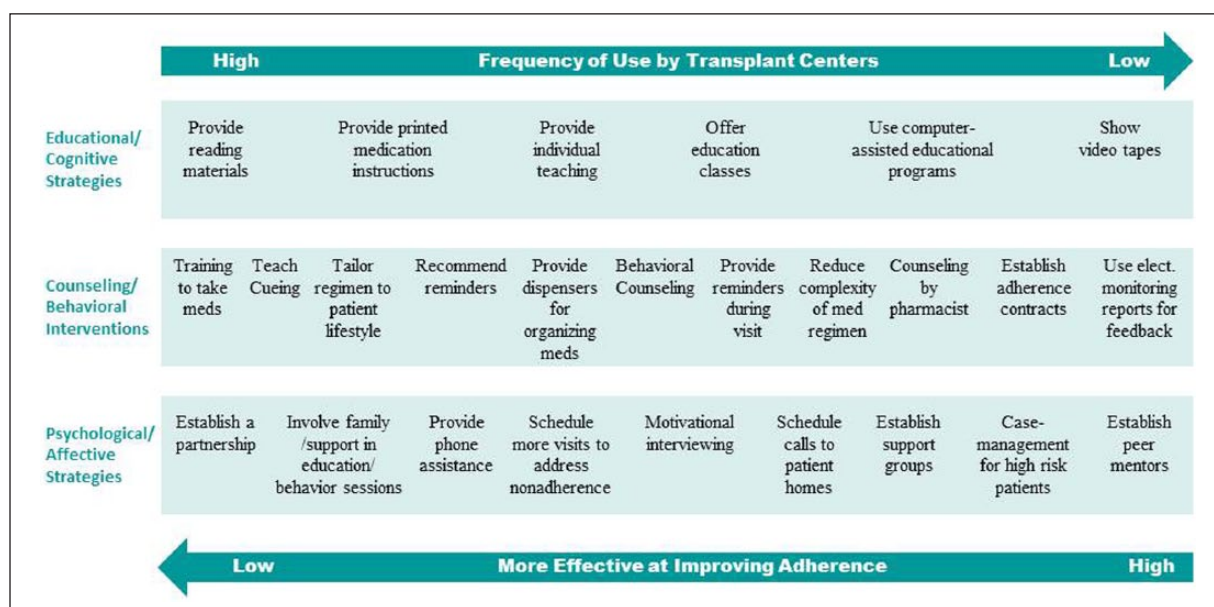 High Frequency of Use by Transplant Centers Low
Educational/
Cognitive
Strategies
Provide
reading
materials
Provide printed
medication
instructions
Provide
individual
teaching
Offer
education
classes
Use computer-
assisted educational
programs
Show
video tapes
Counseling/
Behavioral
Interventions
Training
to take
meds
Teach
Cueing
Tailor
regimen to
patient
lifestyle
Recommend
reminders
Provide
dispensers
for
organizing
meds
Behavioral
Counseling
Provide
reminders
during
visit
Reduce
complexity
of med
regimen
Counseling
by
pharmacist
Establish
adherence
contracts
Use elect.
monitoring
reports for
feedback
Psychological/
Affective
Strategies
Establish a
partnership
Involve family
/support in
education/
behavior sessions
Provide
phone
assistance
Schedule
more visits to
address
nonadherence
Motivational
interviewing
Schedule
calls to
patient
homes
Establish
support
groups
Case-
management
for high risk
patients
Establish
peer
mentors
Low More Effective at Improving Adherence High